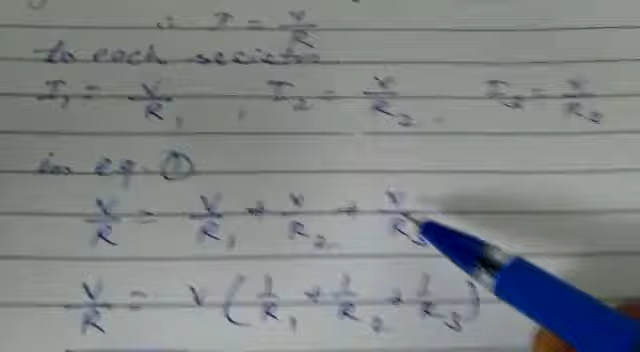 ∴ I = V/R
to each resistor
I₁ = V/R₁ , I₂ = V/R₂ , I₃ = V/R₃
in eq. ①
V/R = V/R₁ + V/R₂ + V/R₃
V/R = V ( 1/R₁ + 1/R₂ + 1/R₃ )